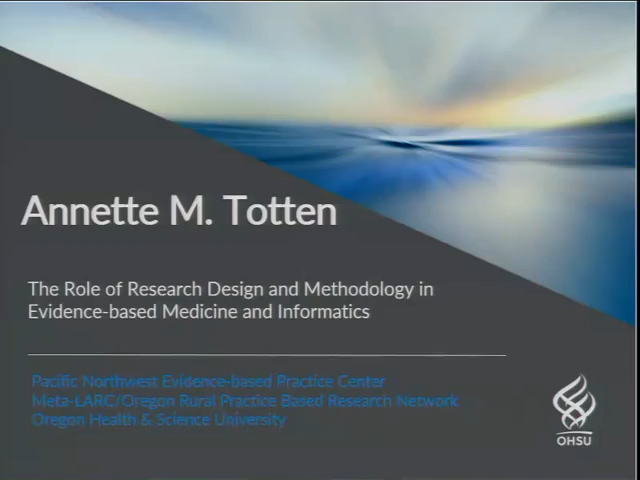 Annette M. Totten
The Role of Research Design and Methodology in
Evidence-based Medicine and Informatics
Pacific Northwest Evidence-based Practice Center
Meta-LARC/Oregon Rural Practice Based Research Network
Oregon Health & Science University
OHSU